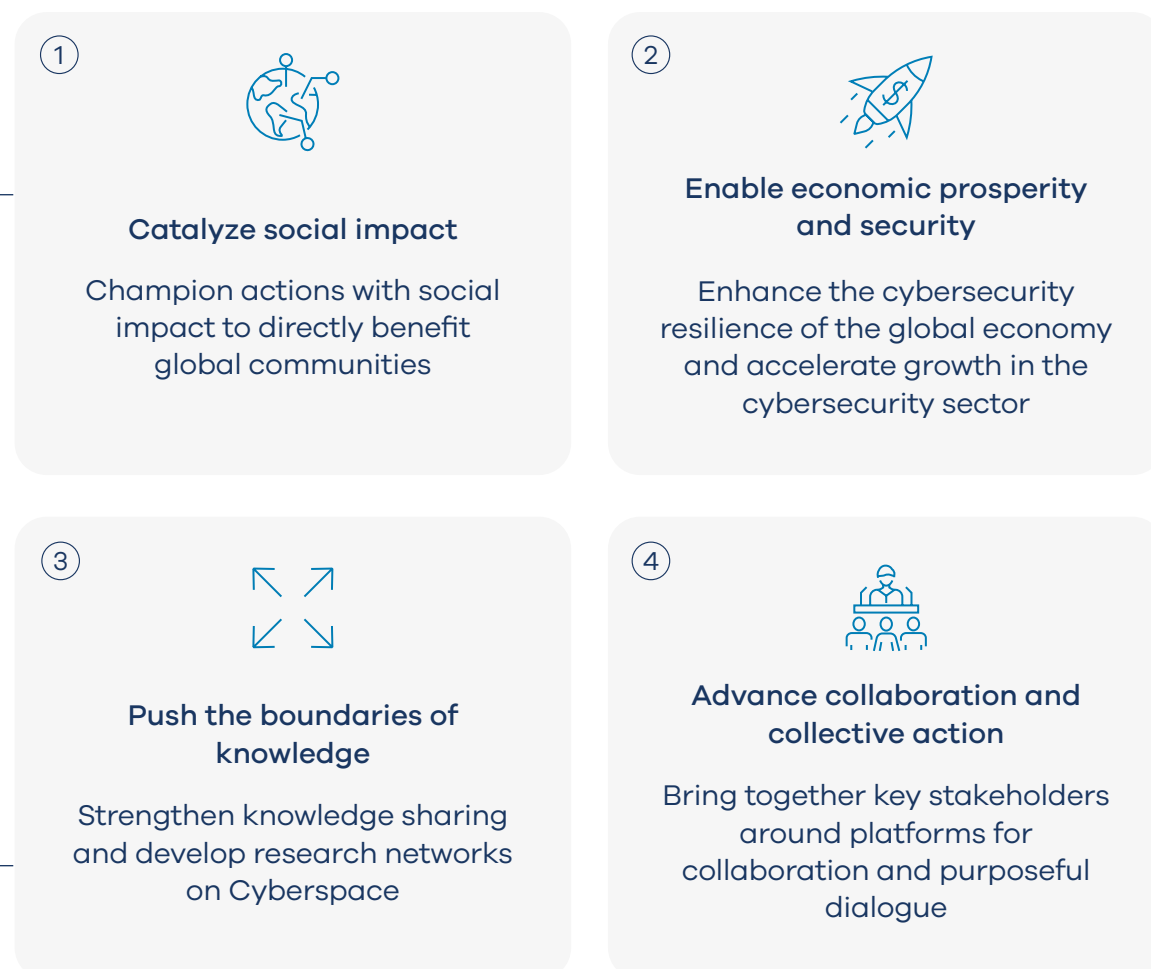 1
Catalyze social impact
Champion actions with social
impact to directly benefit
global communities
2
$
Enable economic prosperity
and security
Enhance the cybersecurity
resilience of the global economy
and accelerate growth in the
cybersecurity sector
3
Push the boundaries of
knowledge
Strengthen knowledge sharing
and develop research networks
on Cyberspace
4
Advance collaboration and
collective action
Bring together key stakeholders
around platforms for
collaboration and purposeful
dialogue